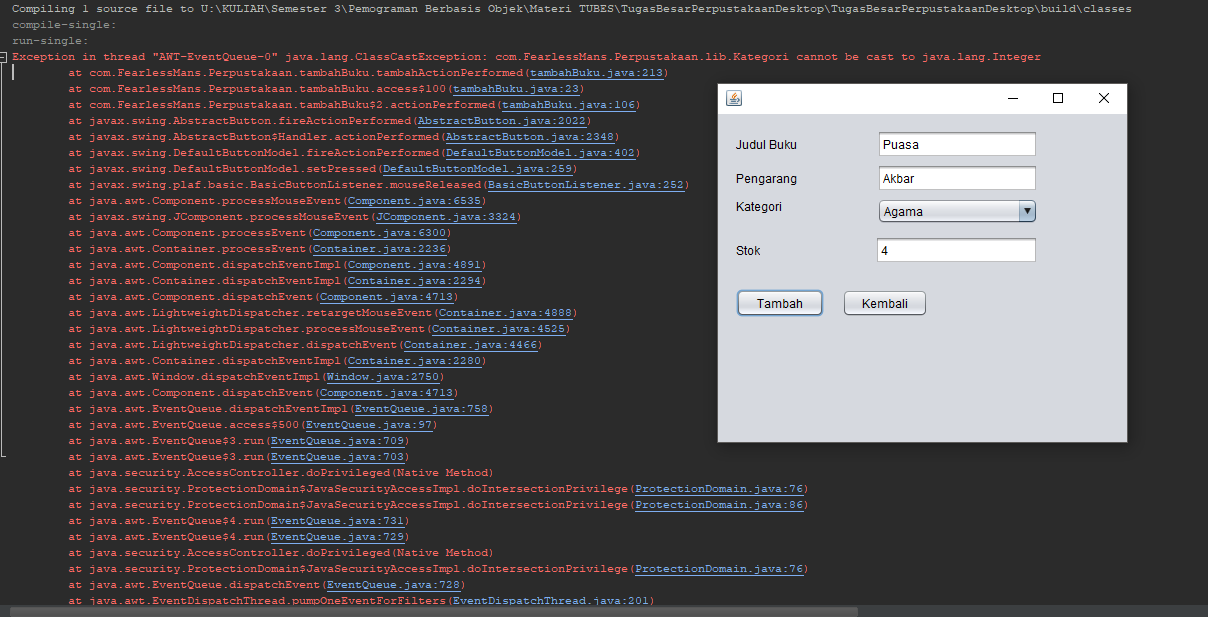 Compiling 1 source file to U:\KULIAH\Semester 3\Pemograman Berbasis Objek\Materi TUBES\TugasBesarPerpustakaanDesktop\TugasBesarPerpustakaanDesktop\build\classes
compile-single:
run-single:
Exception in thread "AWT-EventQueue-0" java.lang.ClassCastException: com.FearlessMans.Perpustakaan.lib.Kategori cannot be cast to java.lang.Integer
at com.FearlessMans.Perpustakaan.tambahBuku.tambahActionPerformed(tambahBuku.java:213)
at com.FearlessMans.Perpustakaan.tambahBuku.access$100(tambahBuku.java:23)
at com.FearlessMans.Perpustakaan.tambahBuku$2.actionPerformed(tambahBuku.java:106)
at javax.swing.AbstractButton.fireActionPerformed(AbstractButton.java:2022)
at javax.swing.AbstractButton$Handler.actionPerformed(AbstractButton.java:2348)
at javax.swing.DefaultButtonModel.fireActionPerformed(DefaultButtonModel.java:402)
at javax.swing.DefaultButtonModel.setPressed(DefaultButtonModel.java:259)
at javax.swing.plaf.basic.BasicButtonListener.mouseReleased(BasicButtonListener.java:252)
at java.awt.Component.processMouseEvent(Component.java:6535)
at javax.swing.JComponent.processMouseEvent(JComponent.java:3324)
at java.awt.Component.processEvent(Component.java:6300)
at java.awt.Container.processEvent(Container.java:2236)
at java.awt.Component.dispatchEventImpl(Component.java:4891)
at java.awt.Container.dispatchEventImpl(Container.java:2294)
at java.awt.Component.dispatchEvent(Component.java:4713)
at java.awt.LightweightDispatcher.retargetMouseEvent(Container.java:4888)
at java.awt.LightweightDispatcher.processMouseEvent(Container.java:4525)
at java.awt.LightweightDispatcher.dispatchEvent(Container.java:4466)
at java.awt.Container.dispatchEventImpl(Container.java:2280)
at java.awt.Window.dispatchEventImpl(Window.java:2750)
at java.awt.Component.dispatchEvent(Component.java:4713)
at java.awt.EventQueue.dispatchEventImpl(EventQueue.java:758)
at java.awt.EventQueue.access$500(EventQueue.java:97)
at java.awt.EventQueue$3.run(EventQueue.java:709)
at java.awt.EventQueue$3.run(EventQueue.java:703)
at java.security.AccessController.doPrivileged(Native Method)
at java.security.ProtectionDomain$JavaSecurityAccessImpl.doIntersectionPrivilege(ProtectionDomain.java:76)
at java.security.ProtectionDomain$JavaSecurityAccessImpl.doIntersectionPrivilege(ProtectionDomain.java:86)
at java.awt.EventQueue$4.run(EventQueue.java:731)
at java.awt.EventQueue$4.run(EventQueue.java:729)
at java.security.AccessController.doPrivileged(Native Method)
at java.security.ProtectionDomain$JavaSecurityAccessImpl.doIntersectionPrivilege(ProtectionDomain.java:76)
at java.awt.EventQueue.dispatchEvent(EventQueue.java:728)
at java.awt.EventDispatchThread.pumpOneEventForFilters(EventDispatchThread.java:201)
Judul Buku Puasa
Pengarang Akbar
Kategori Agama
Stok 4
Tambah Kembali